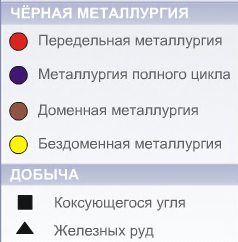 ЧЁРНАЯ МЕТАЛЛУРГИЯ
Передельная металлургия
Металлургия полного цикла
Доменная металлургия
Бездоменная металлургия
ДОБЫЧА
Коксующегося угля
Железных руд